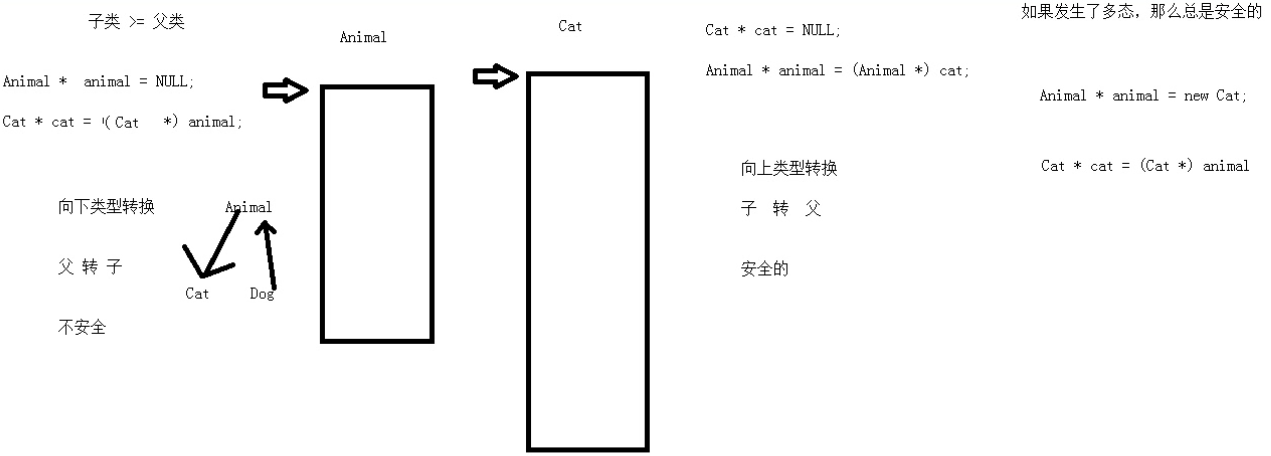 子类 >= 父类
Animal *  animal = NULL;
Cat * cat = (Cat  *) animal;
向下类型转换
父 转 子
不安全
Animal
Cat
Dog
Animal
Cat
Cat * cat = NULL;
Animal * animal = (Animal *) cat;
向上类型转换
子 转 父
安全的
如果发生了多态，那么总是安全的
Animal * animal = new Cat;
Cat * cat = (Cat *) animal